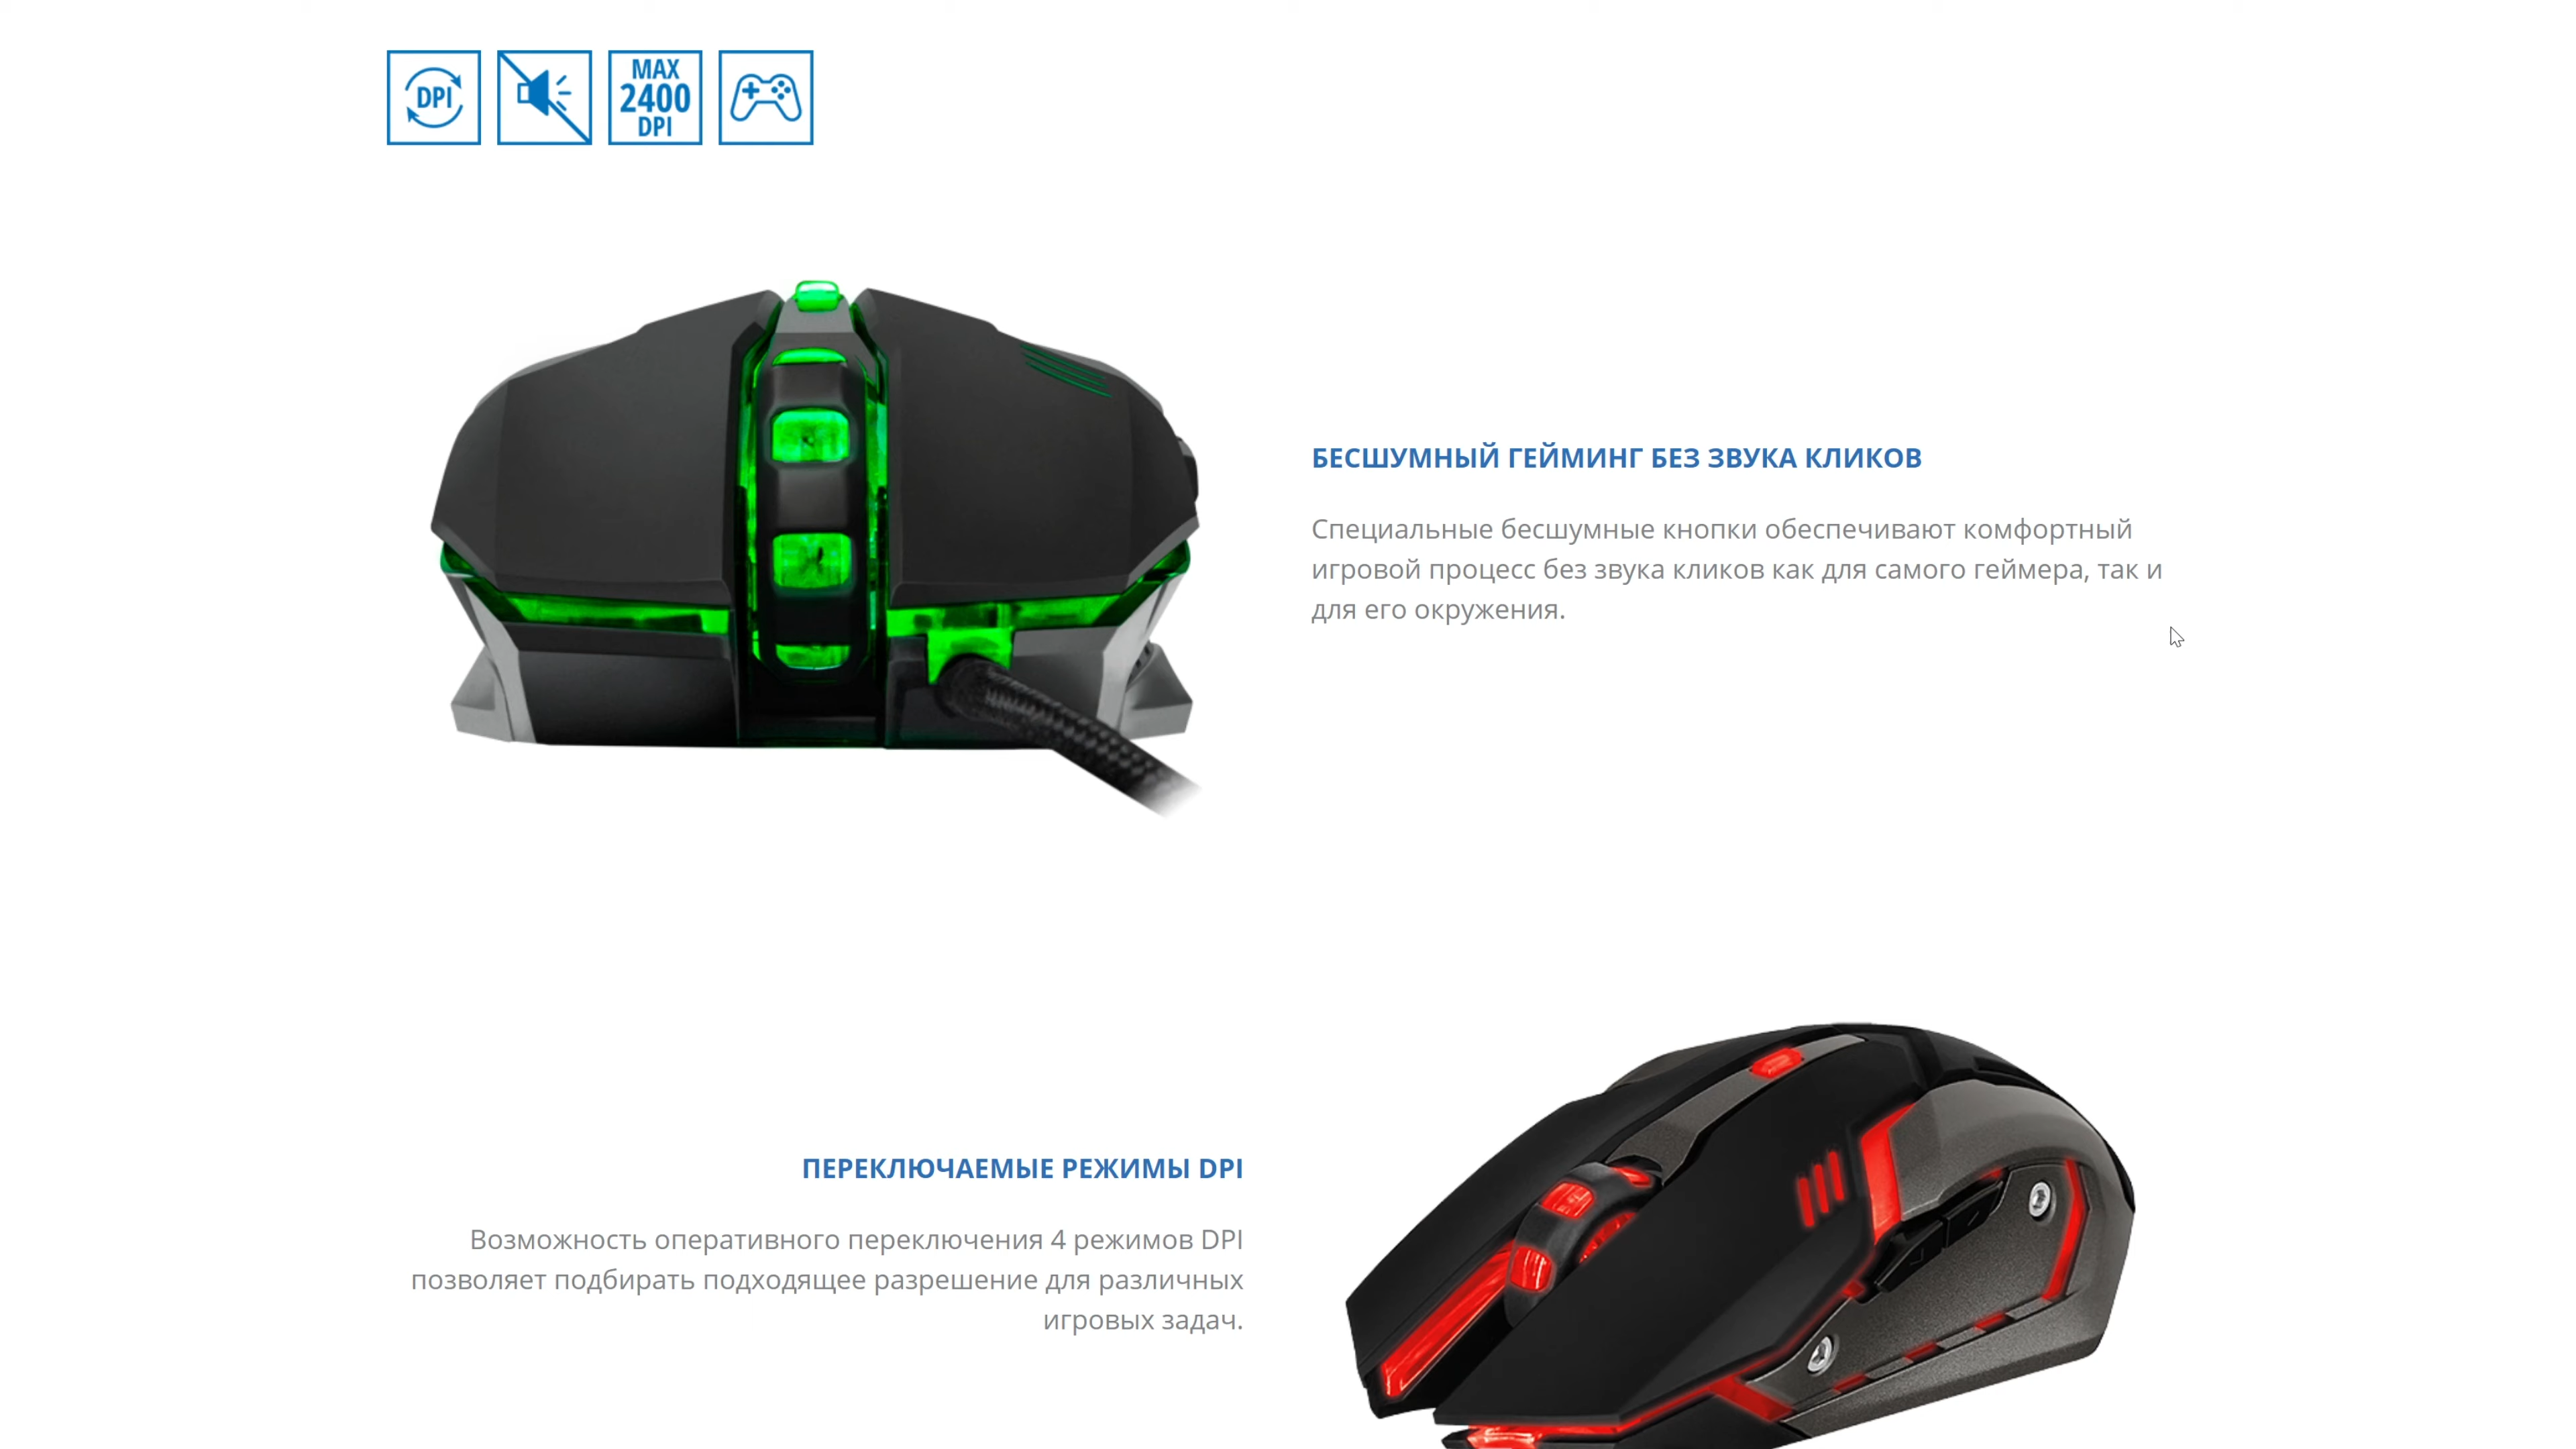 DPI
MAX
2400
DPI
БЕСШУМНЫЙ ГЕЙМИНГ БЕЗ ЗВУКА КЛИКОВ
Специальные бесшумные кнопки обеспечивают комфортный
игровой процесс без звука кликов как для самого геймера, так и
для его окружения.
ПЕРЕКЛЮЧАЕМЫЕ РЕЖИМЫ DPI
Возможность оперативного переключения 4 режимов DPI
позволяет подбирать подходящее разрешение для различных
игровых задач.